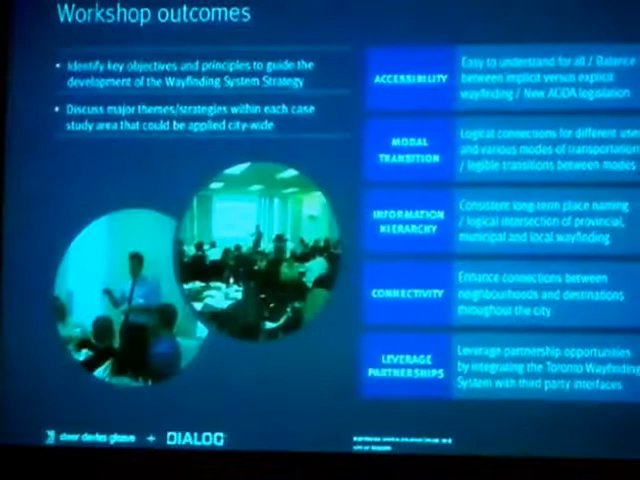 Workshop outcomes
• Identify key objectives and principles to guide the
development of the Wayfinding System Strategy
• Discuss major themes/strategies within each case
study area that could be applied city-wide
ACCESSIBILITY
Easy to understand for all / Balance
between implicit versus explicit
wayfinding / New AODA legislation
MODAL
TRANSITION
Logical connections for different
and various modes of transportation
/ legible transitions between modes
INFORMATION
HIERARCHY
Consistent long-term place naming
/ logical intersection of provincial,
municipal and local wayfinding
CONNECTIVITY
Enhance connections between
neighbourhoods and destinations
throughout the city
LEVERAGE
PARTNERSHIPS
Leverage partnership opportunities
by integrating the Toronto Wayfinding
System with third party interfaces
steer davies gleave + DIALOG